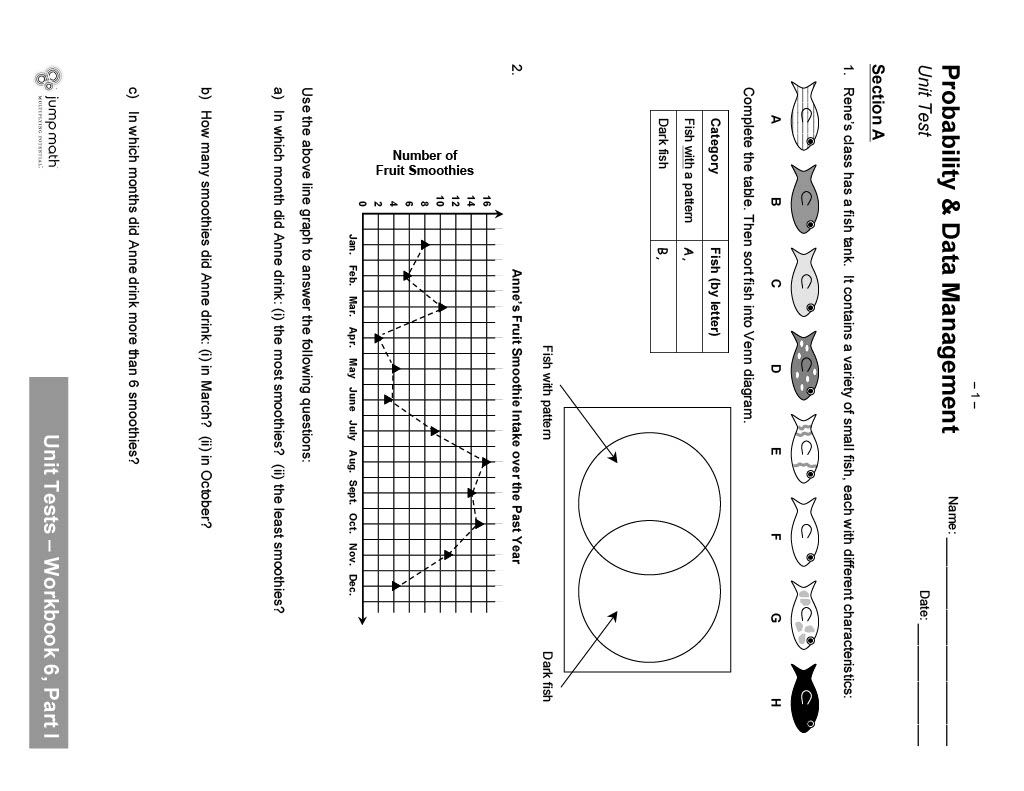 – 1 –
Probability & Data Management
Unit Test
Name: ____________________
Date: ____________
Section A
1. Rene's class has a fish tank. It contains a variety of small fish, each with different characteristics:
A B C D E F G H
Complete the table. Then sort fish into Venn diagram.
Category Fish (by letter)
Fish with a pattern A,
Dark fish B,
Fish with pattern
Dark fish
2.
Anne's Fruit Smoothie Intake over the Past Year
Number of
Fruit Smoothies
16
14
12
10
8
6
4
2
0
Jan. Feb. Mar. Apr. May June July Aug. Sept. Oct. Nov. Dec.
Use the above line graph to answer the following questions:
a) In which month did Anne drink: (i) the most smoothies? (ii) the least smoothies?
b) How many smoothies did Anne drink: (i) in March? (ii) in October?
c) In which months did Anne drink more than 6 smoothies?
jump math
MULTIPLYING POTENTIAL.
Unit Tests – Workbook 6, Part I